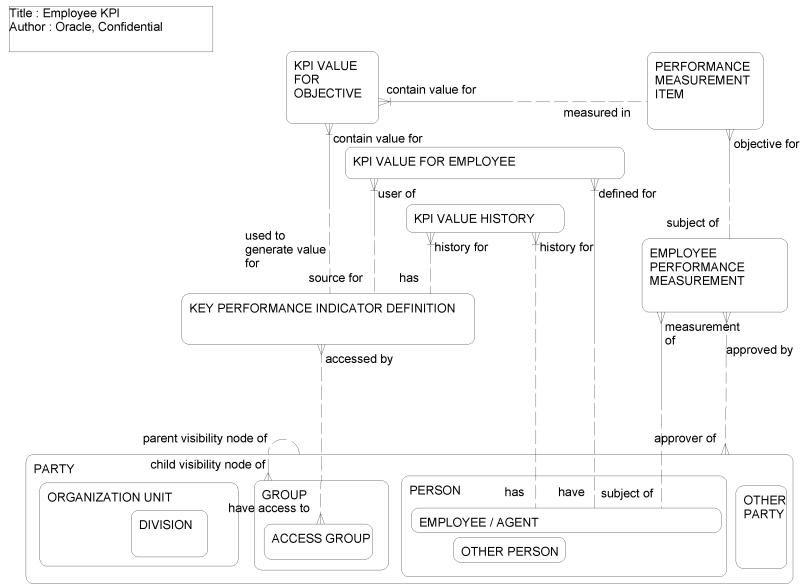 Title : Employee KPI
Author : Oracle, Confidential
KPI VALUE
FOR
OBJECTIVE
contain value for
measured in
PERFORMANCE
MEASUREMENT
ITEM
contain value for
objective for
KPI VALUE FOR EMPLOYEE
user of
defined for
KPI VALUE HISTORY
history for
history for
subject of
used to
generate value
for
source for
has
EMPLOYEE
PERFORMANCE
MEASUREMENT
KEY PERFORMANCE INDICATOR DEFINITION
measurement
of
accessed by
approved by
parent visibility node of
approver of
child visibility node of
PARTY
ORGANIZATION UNIT
DIVISION
GROUP
have access to
ACCESS GROUP
PERSON
has
have
subject of
EMPLOYEE / AGENT
OTHER PERSON
OTHER
PARTY